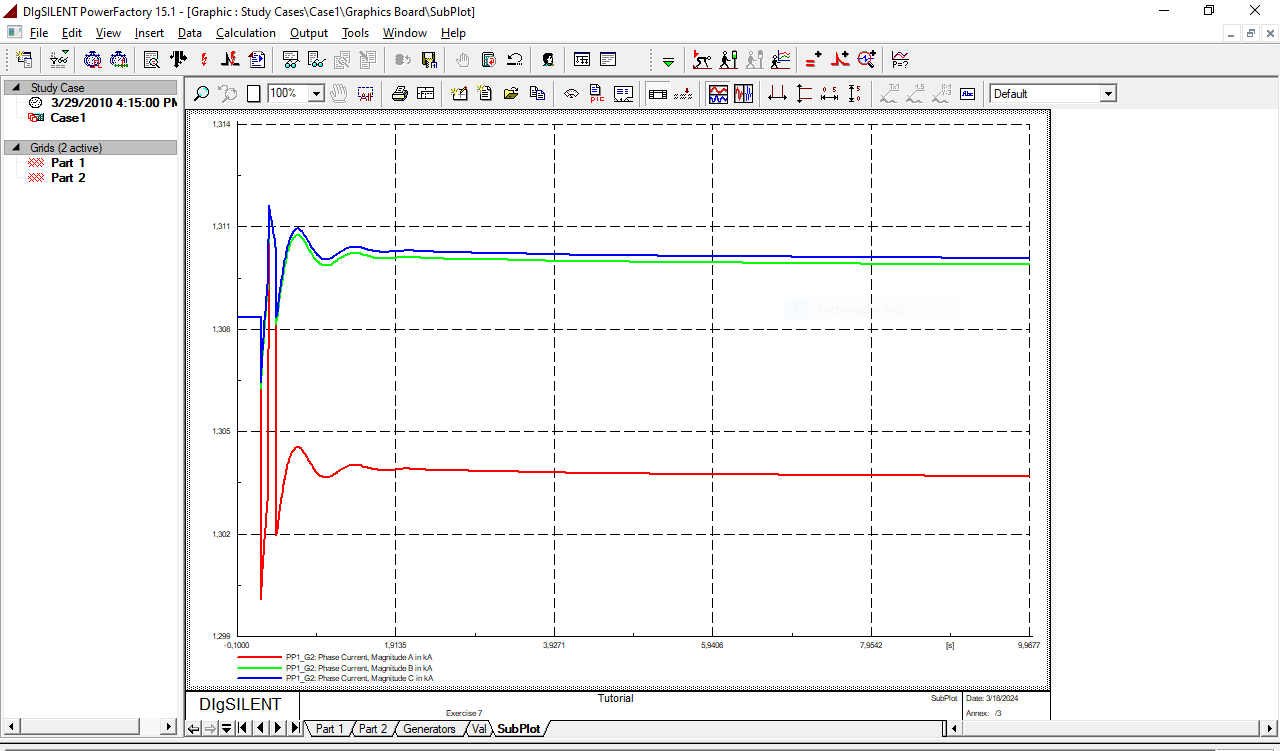 DIgSILENT PowerFactory 15.1 - [Graphic : Study Cases\Case1\Graphics Board\SubPlot]
File Edit View Insert Data Calculation Output Tools Window Help
100%
Default
Study Case
3/29/2010 4:15:00 PM
Case1
Grids (2 active)
Part 1
Part 2
1,314
1,311
1,308
1,305
1,302
1,299
-0,1000 1,9135 3,9271 5,9406 7,9542 [s] 9,9677
PP1_G2: Phase Current, Magnitude A in kA
PP1_G2: Phase Current, Magnitude B in kA
PP1_G2: Phase Current, Magnitude C in kA
DIgSILENT
Tutorial
Exercise 7
SubPlot
Date: 3/18/2024
Annex: /3
Part 1 Part 2 Generators Val SubPlot